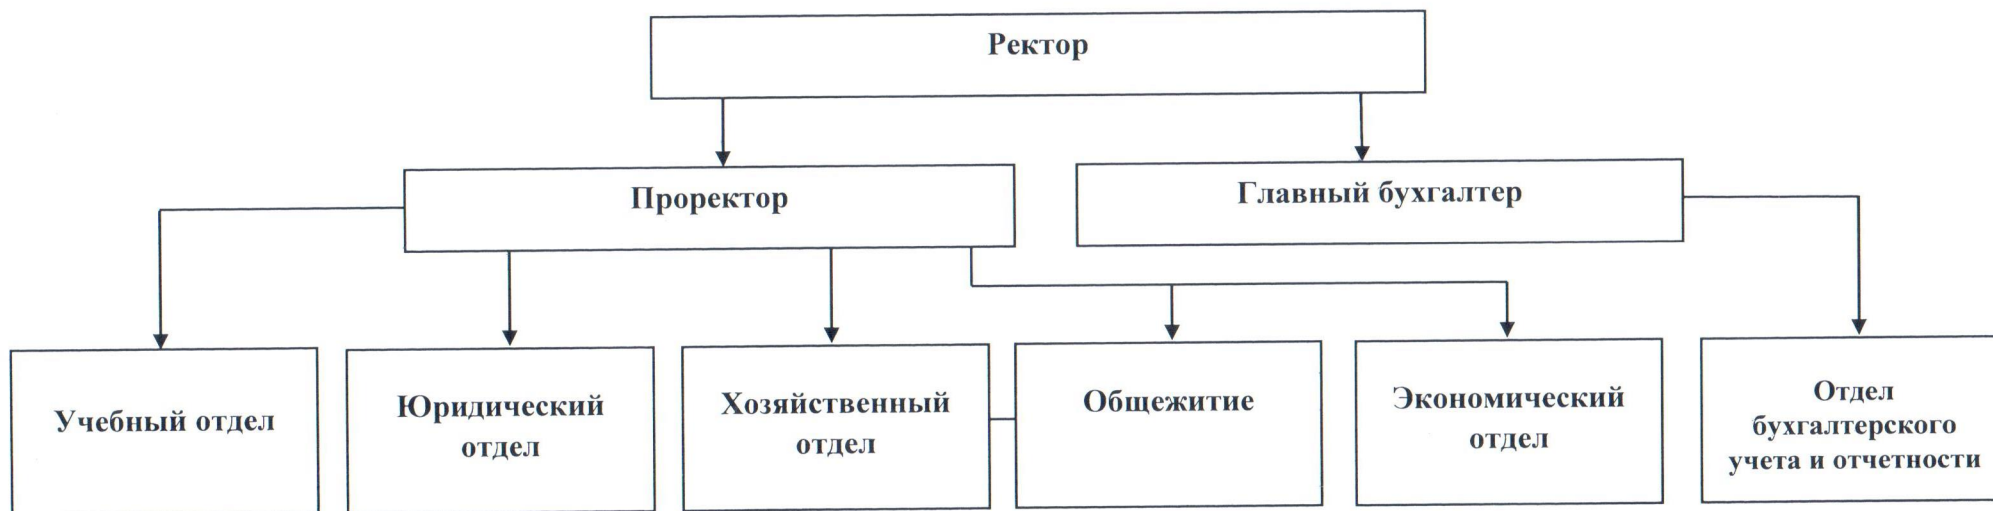 Ректор
Проректор
Главный бухгалтер
Учебный отдел
Юридический
отдел
Хозяйственный
отдел
Общежитие
Экономический
отдел
Отдел
бухгалтерского
учета и отчетности